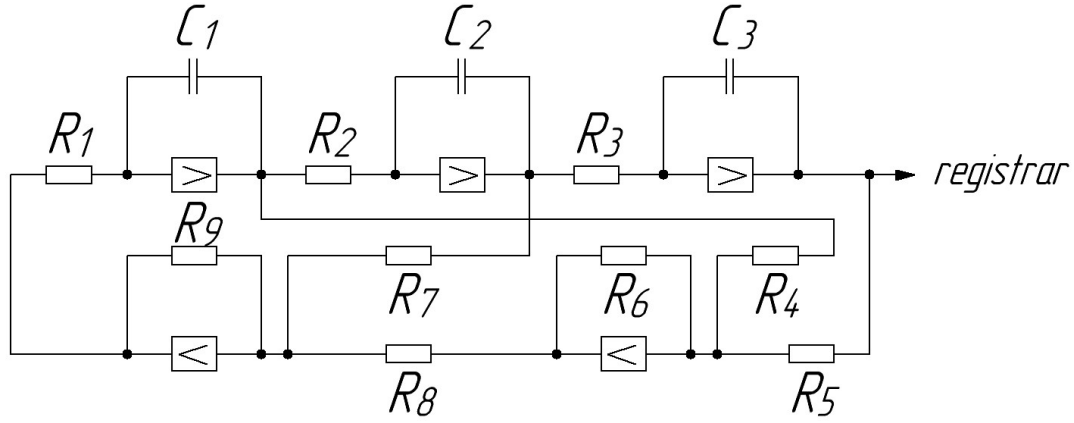 C1 C2 C3
R1 R2 R3
> > > registrar
R9
R7 R6 R4
< <
R8 R5